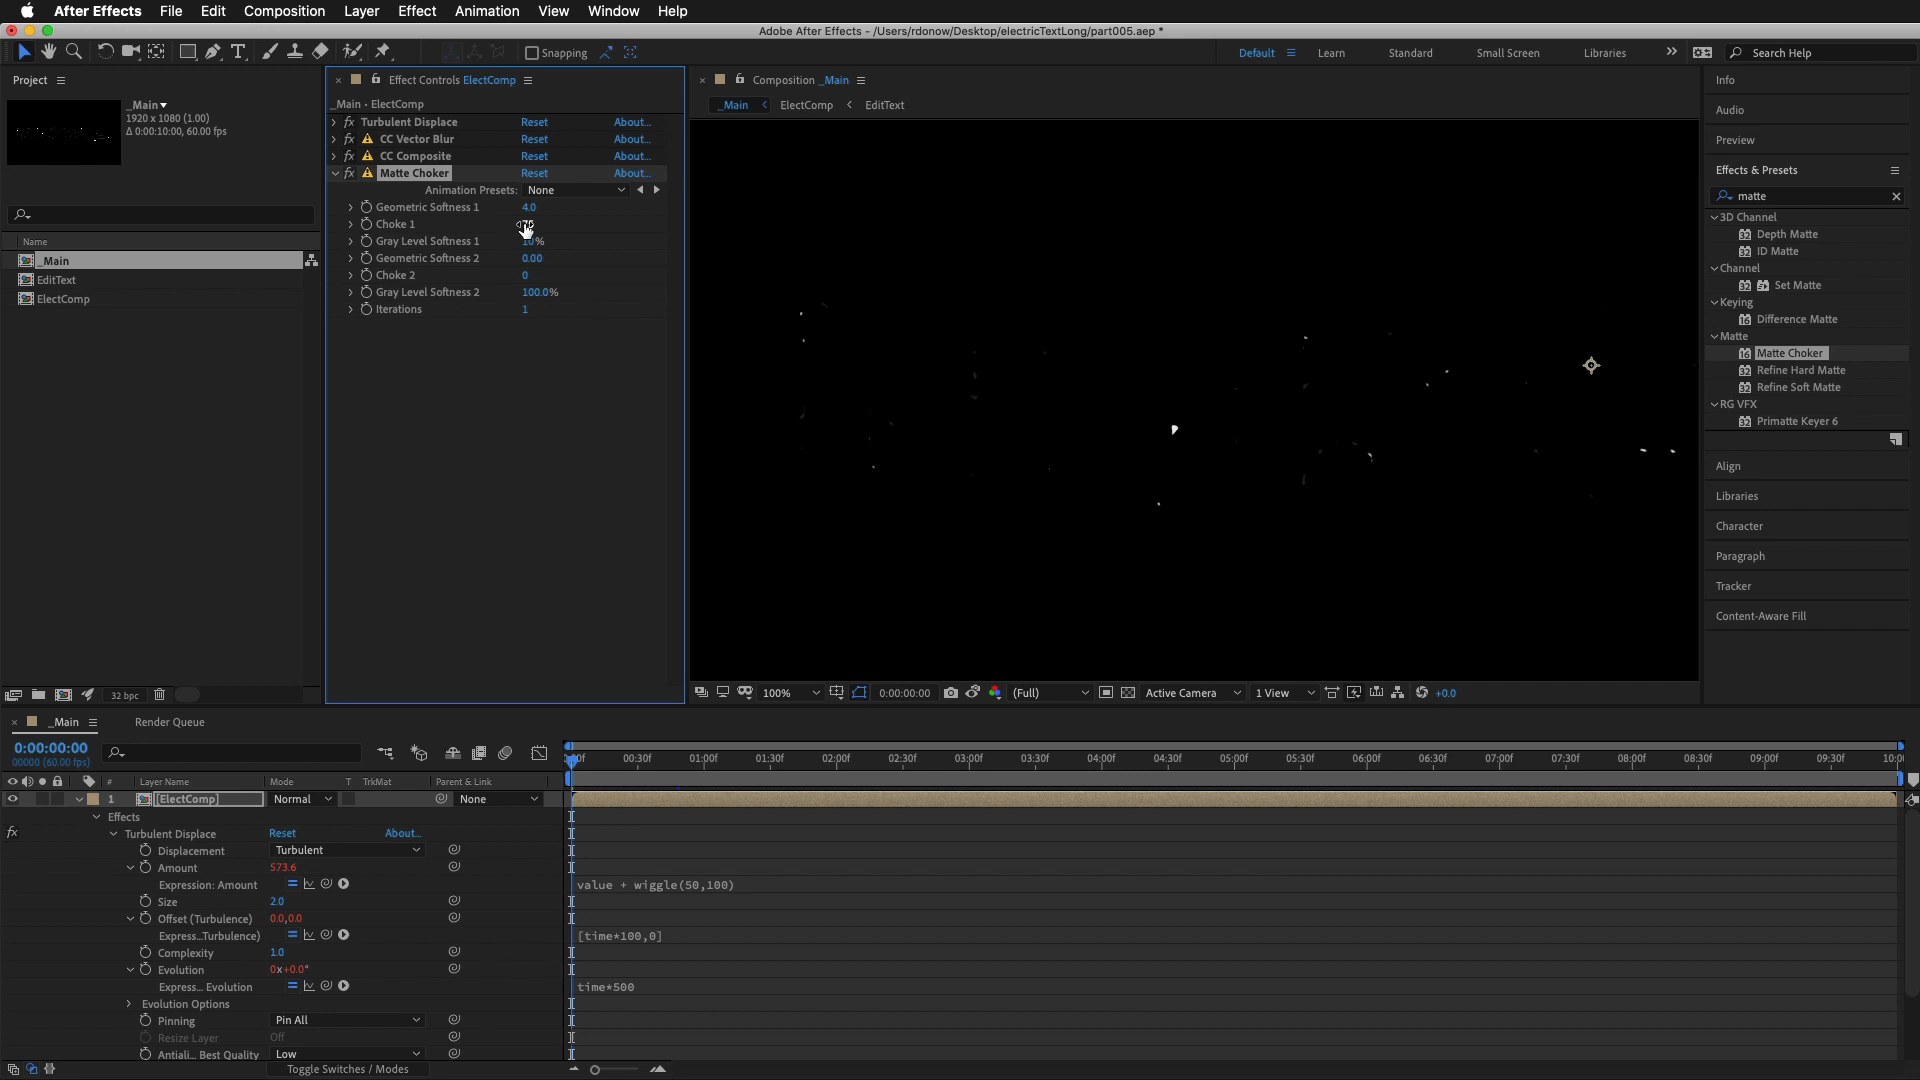 After Effects File Edit Composition Layer Effect Animation View Window Help
Adobe After Effects - /Users/rdonow/Desktop/electricTextLong/part005.aep *
Snapping Default Learn Standard Small Screen Libraries Search Help
Project
_Main
1920 x 1080 (1.00)
Δ 0:00:10:00, 60.00 fps
Name
_Main
EditText
ElectComp
32 bpc
Effect Controls ElectComp
_Main • ElectComp
Turbulent Displace Reset About...
CC Vector Blur Reset About...
CC Composite Reset About...
Matte Choker Reset About...
Animation Presets: None
Geometric Softness 1 4.0
Choke 1
Gray Level Softness 1 10%
Geometric Softness 2 0.00
Choke 2 0
Gray Level Softness 2 100.0%
Iterations 1
Composition _Main
_Main ElectComp EditText
100% 0:00:00:00 (Full) Active Camera 1 View +0.0
Info
Audio
Preview
Effects & Presets
matte
3D Channel
32 Depth Matte
32 ID Matte
Channel
32 Set Matte
Keying
16 Difference Matte
Matte
16 Matte Choker
32 Refine Hard Matte
32 Refine Soft Matte
RG VFX
32 Primatte Keyer 6
Align
Libraries
Character
Paragraph
Tracker
Content-Aware Fill
_Main Render Queue
0:00:00:00
00000 (60.00 fps)
00:30f 01:00f 01:30f 02:00f 02:30f 03:00f 03:30f 04:00f 04:30f 05:00f 05:30f 06:00f 06:30f 07:00f 07:30f 08:00f 08:30f 09:00f 09:30f 10:0
# Layer Name Mode T TrkMat Parent & Link
1 [ElectComp] Normal None
Effects
fx Turbulent Displace Reset About...
Displacement Turbulent
Amount 573.6
Expression: Amount value + wiggle(50,100)
Size 2.0
Offset (Turbulence) 0.0,0.0
Express...Turbulence) [time*100,0]
Complexity 1.0
Evolution 0x+0.0°
Express... Evolution time*500
Evolution Options
Pinning Pin All
Resize Layer Off
Antiali... Best Quality Low
Toggle Switches / Modes